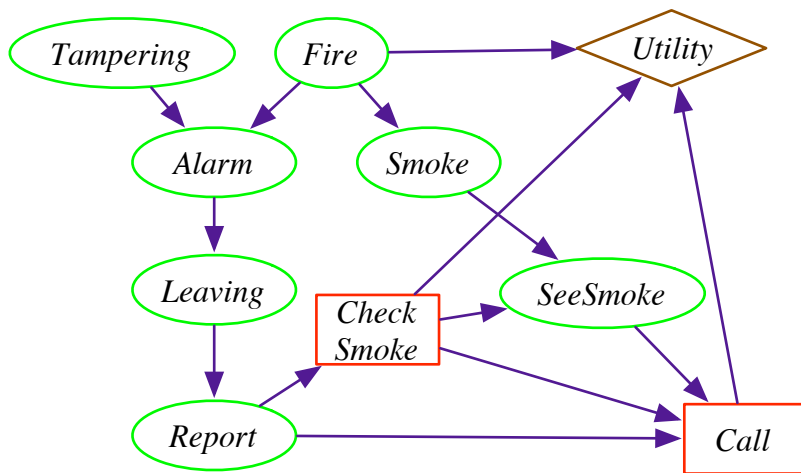 Tampering
Fire
Utility
Alarm
Smoke
Leaving
SeeSmoke
Check
Smoke
Report
Call